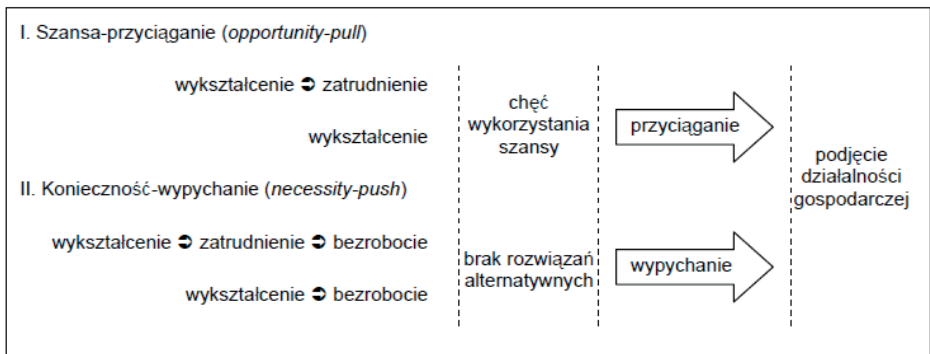 I. Szansa-przyciąganie (opportunity-pull)
wykształcenie ➲ zatrudnienie
wykształcenie
chęć
wykorzystania
szansy
przyciąganie
II. Konieczność-wypychanie (necessity-push)
wykształcenie ➲ zatrudnienie ➲ bezrobocie
wykształcenie ➲ bezrobocie
brak rozwiązań
alternatywnych
wypychanie
podjęcie
działalności
gospodarczej